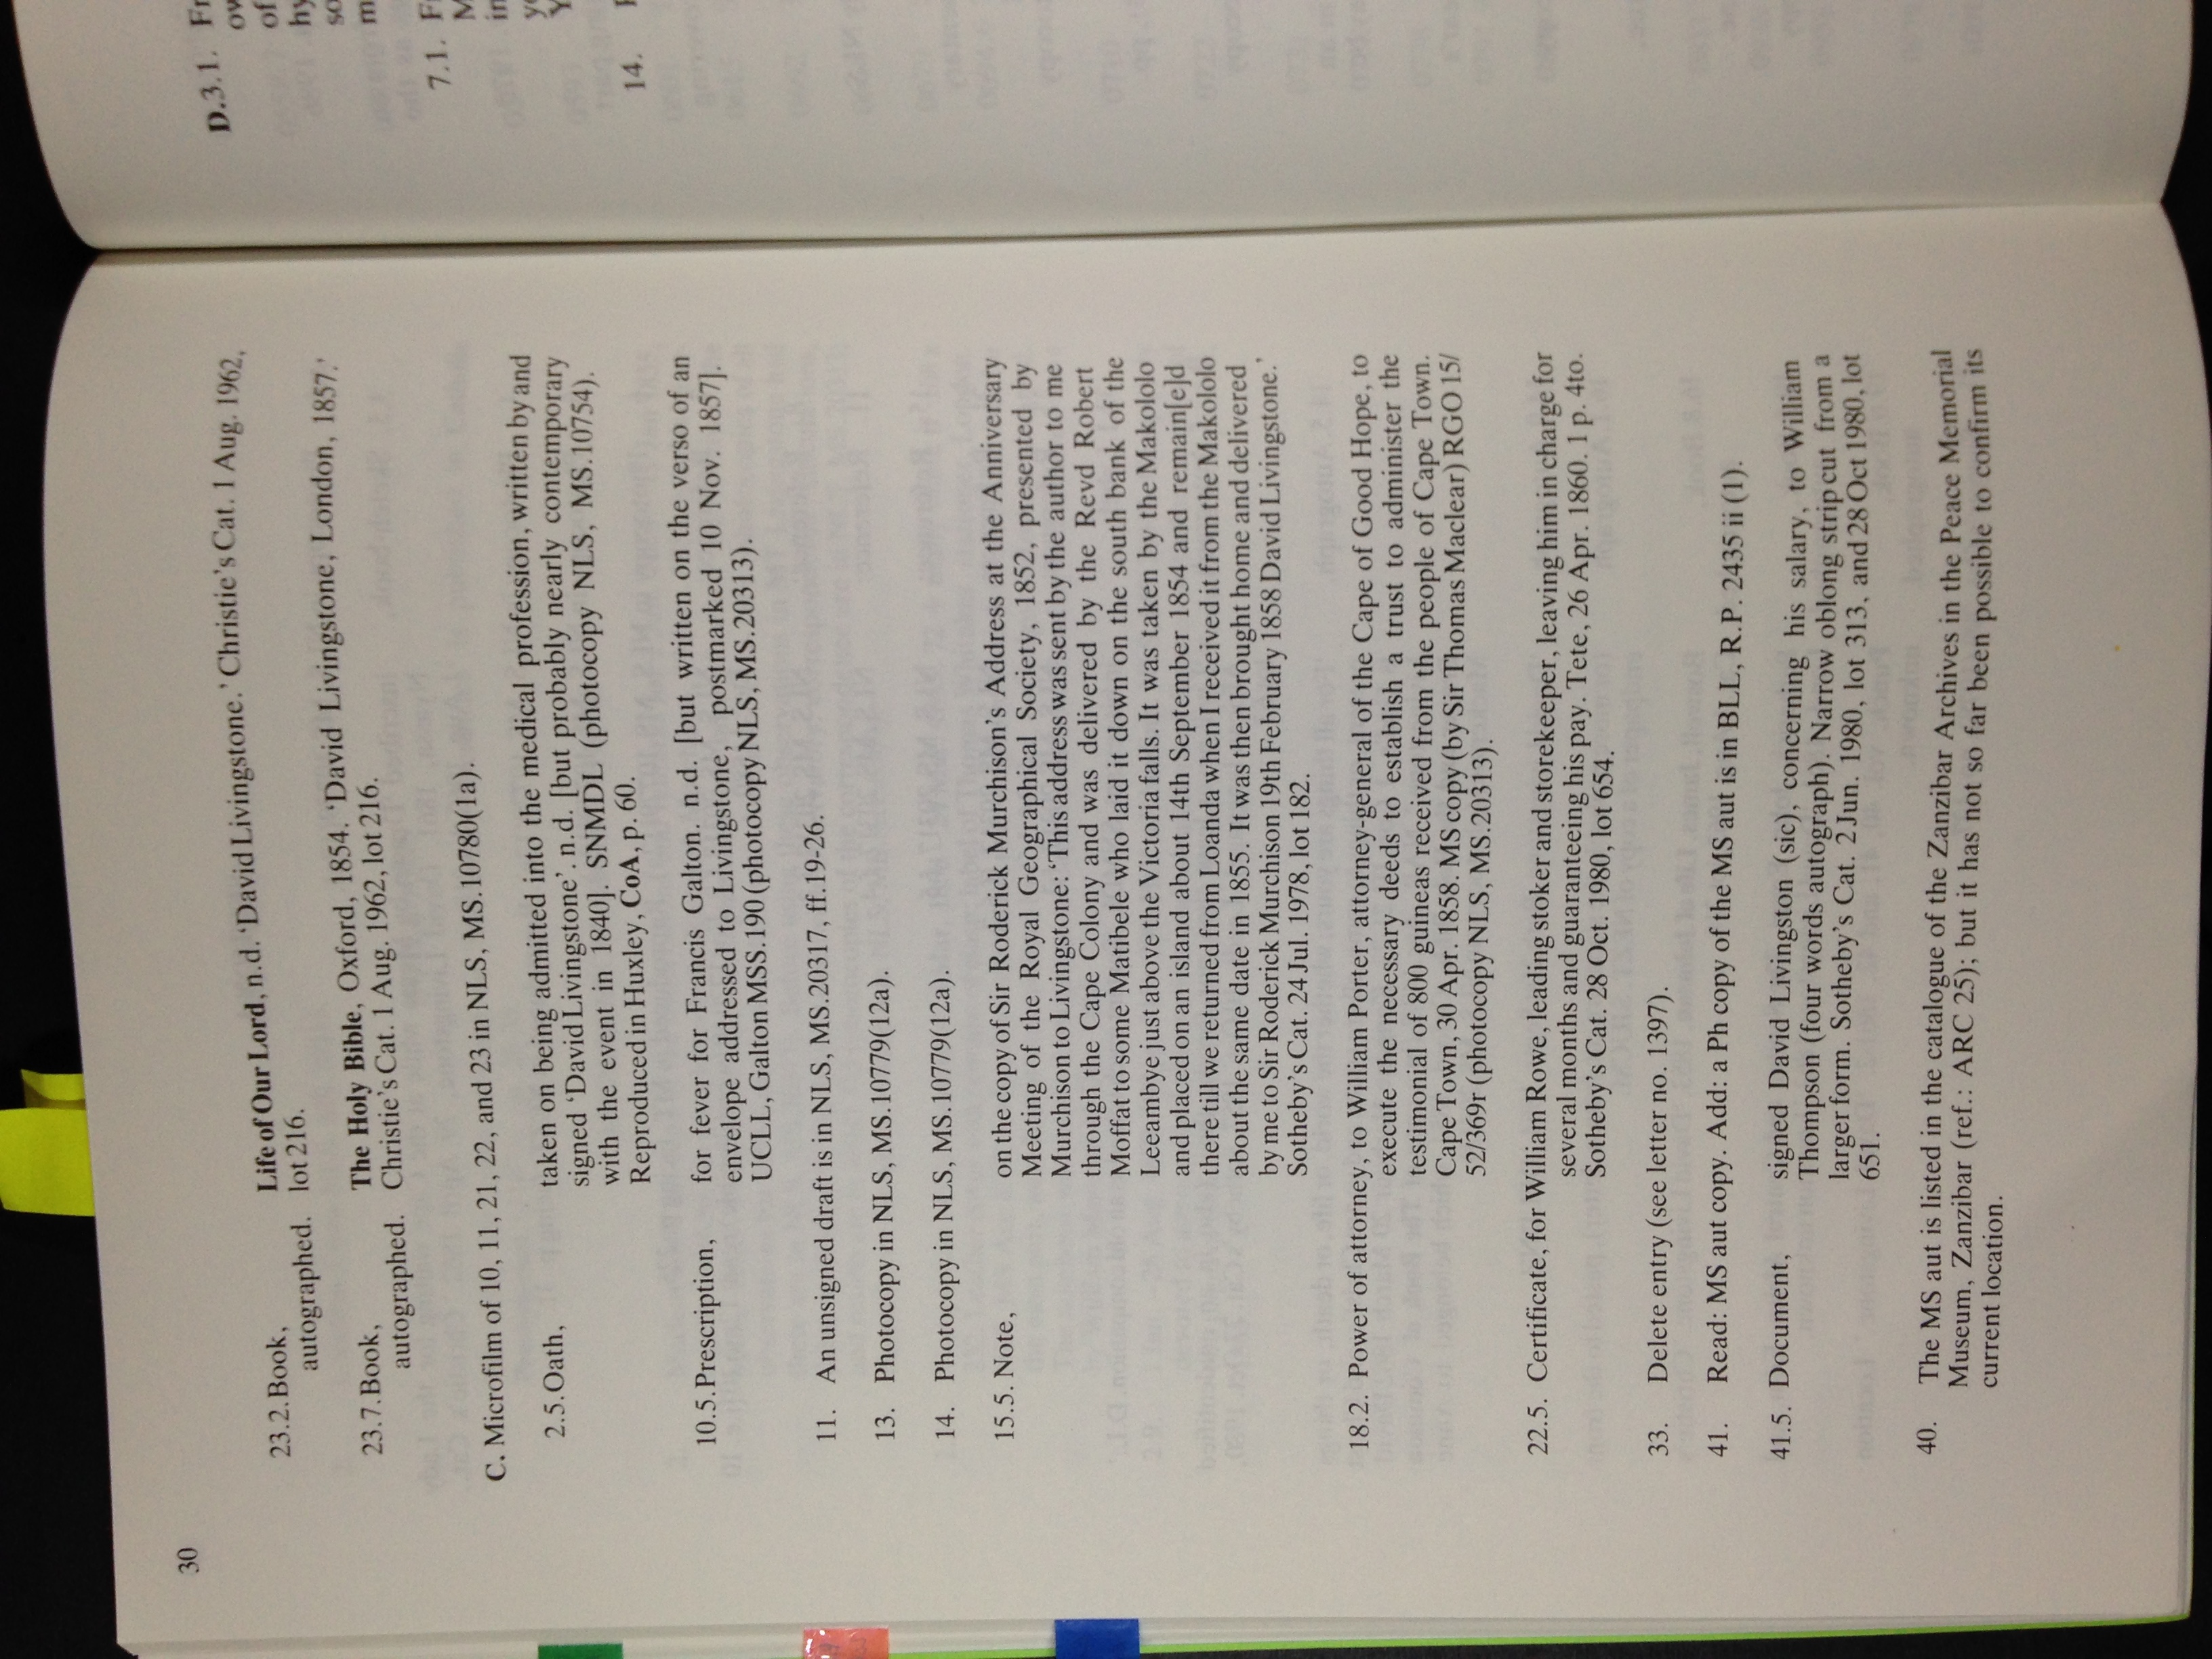 30
23.2. Book, Life of Our Lord, n.d. ‘David Livingstone.’ Christie’s Cat. 1 Aug. 1962,
autographed. lot 216.
23.7. Book, The Holy Bible, Oxford, 1854. ‘David Livingstone, London, 1857.’
autographed. Christie’s Cat. 1 Aug. 1962, lot 216.
C. Microfilm of 10, 11, 21, 22, and 23 in NLS, MS.10780(1a).
2.5. Oath, taken on being admitted into the medical profession, written by and
signed ‘David Livingstone’. n.d. [but probably nearly contemporary
with the event in 1840]. SNMDL (photocopy NLS, MS.10754).
Reproduced in Huxley, CoA, p. 60.
10.5. Prescription, for fever for Francis Galton. n.d. [but written on the verso of an
envelope addressed to Livingstone, postmarked 10 Nov. 1857].
UCLL, Galton MSS.190 (photocopy NLS, MS.20313).
11. An unsigned draft is in NLS, MS.20317, ff.19-26.
13. Photocopy in NLS, MS.10779(12a).
14. Photocopy in NLS, MS.10779(12a).
15.5. Note, on the copy of Sir Roderick Murchison’s Address at the Anniversary
Meeting of the Royal Geographical Society, 1852, presented by
Murchison to Livingstone: ‘This address was sent by the author to me
through the Cape Colony and was delivered by the Revd Robert
Moffat to some Matibele who laid it down on the south bank of the
Leeambye just above the Victoria falls. It was taken by the Makololo
and placed on an island about 14th September 1854 and remain[e]d
there till we returned from Loanda when I received it from the Makololo
about the same date in 1855. It was then brought home and delivered
by me to Sir Roderick Murchison 19th February 1858 David Livingstone.’
Sotheby’s Cat. 24 Jul. 1978, lot 182.
18.2. Power of attorney, to William Porter, attorney-general of the Cape of Good Hope, to
execute the necessary deeds to establish a trust to administer the
testimonial of 800 guineas received from the people of Cape Town.
Cape Town, 30 Apr. 1858. MS copy (by Sir Thomas Maclear) RGO 15/
52/369r (photocopy NLS, MS.20313).
22.5. Certificate, for William Rowe, leading stoker and storekeeper, leaving him in charge for
several months and guaranteeing his pay. Tete, 26 Apr. 1860. 1 p. 4to.
Sotheby’s Cat. 28 Oct. 1980, lot 654.
33. Delete entry (see letter no. 1397).
41. Read: MS aut copy. Add: a Ph copy of the MS aut is in BLL, R.P. 2435 ii (1).
41.5. Document, signed David Livingston (sic), concerning his salary, to William
Thompson (four words autograph). Narrow oblong strip cut from a
larger form. Sotheby’s Cat. 2 Jun. 1980, lot 313, and 28 Oct 1980, lot
651.
40. The MS aut is listed in the catalogue of the Zanzibar Archives in the Peace Memorial
Museum, Zanzibar (ref.: ARC 25); but it has not so far been possible to confirm its
current location.
D.3.1.
of
7.1.
14.